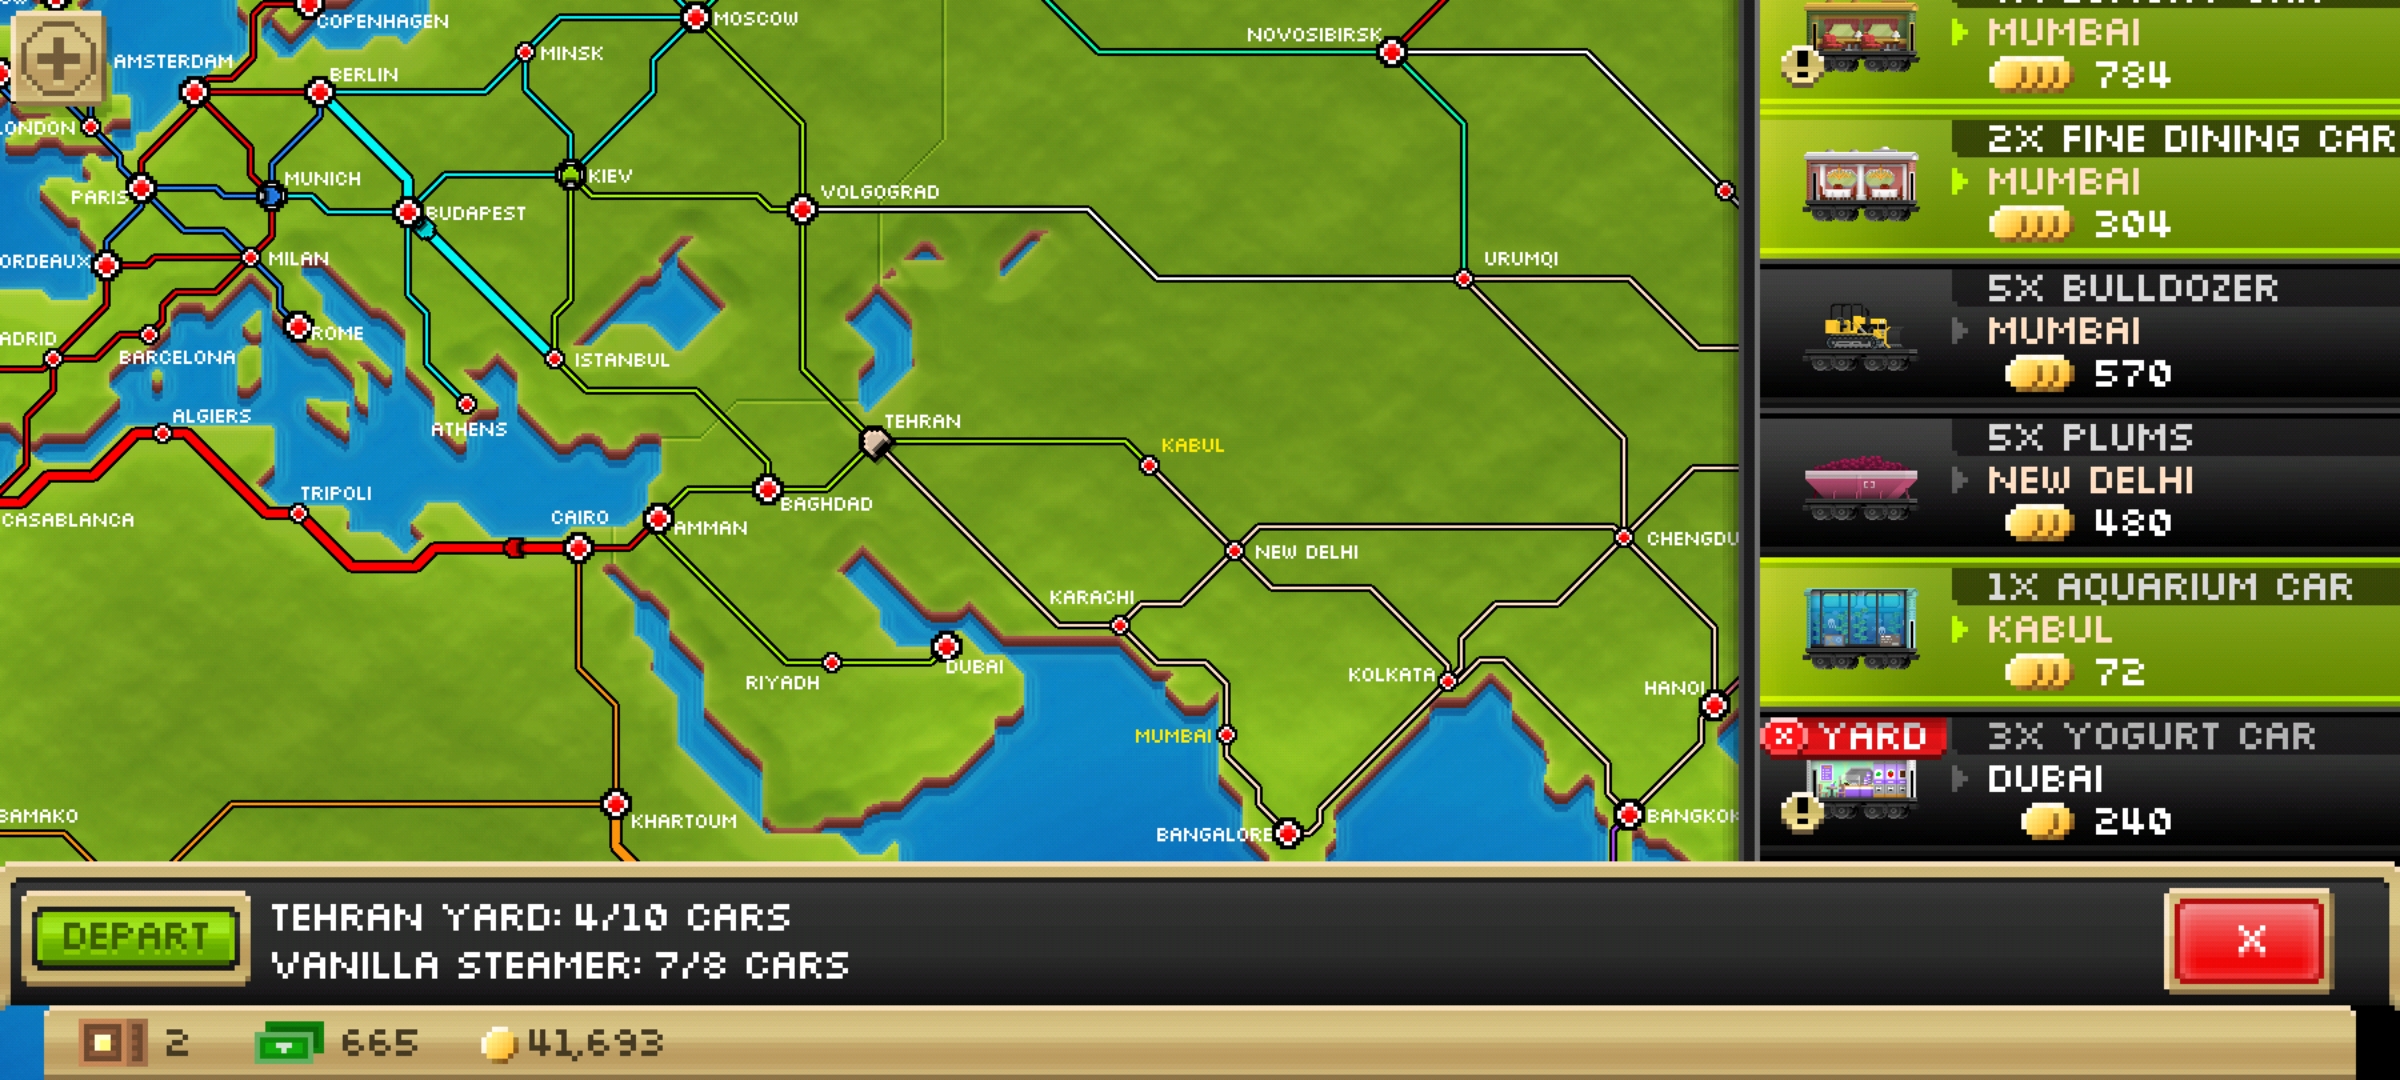 COPENHAGEN
MOSCOW
NOVOSIBIRSK
AMSTERDAM
MINSK
BERLIN
LONDON
MUNICH
KIEV
PARIS
VOLGOGRAD
BUDAPEST
ORDEAUX
MILAN
URUMQI
ROME
ADRID
BARCELONA
ISTANBUL
ALGIERS
ATHENS
TEHRAN
KABUL
TRIPOLI
BAGHDAD
CASABLANCA
CAIRO
AMMAN
NEW DELHI
CHENGDU
KARACHI
RIYADH
DUBAI
KOLKATA
HANOI
MUMBAI
BAMAKO
KHARTOUM
BANGALORE
BANGKOK
MUMBAI
784
2X FINE DINING CAR
MUMBAI
304
5X BULLDOZER
MUMBAI
570
5X PLUMS
NEW DELHI
480
1X AQUARIUM CAR
KABUL
72
X YARD
3X YOGURT CAR
DUBAI
240
DEPART
TEHRAN YARD: 4/10 CARS
VANILLA STEAMER: 7/8 CARS
X
2
665
41,693